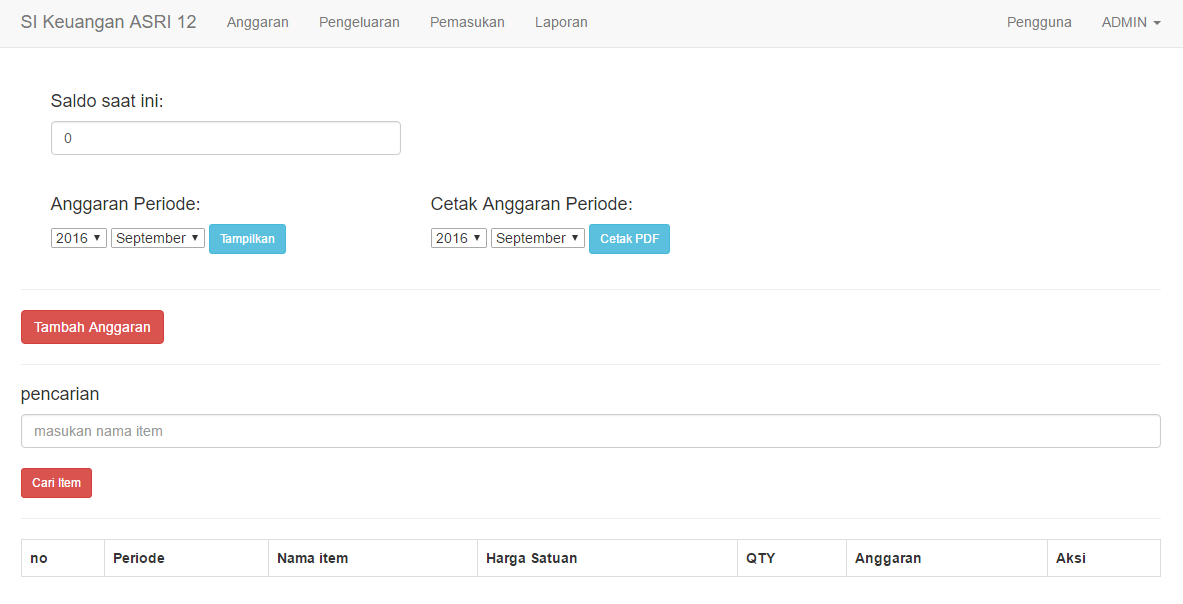 SI Keuangan ASRI 12 Anggaran Pengeluaran Pemasukan Laporan Pengguna ADMIN
Saldo saat ini:
0
Anggaran Periode: Cetak Anggaran Periode:
2016 September Tampilkan 2016 September Cetak PDF
Tambah Anggaran
pencarian
masukan nama item
Cari Item
no Periode Nama item Harga Satuan QTY Anggaran Aksi